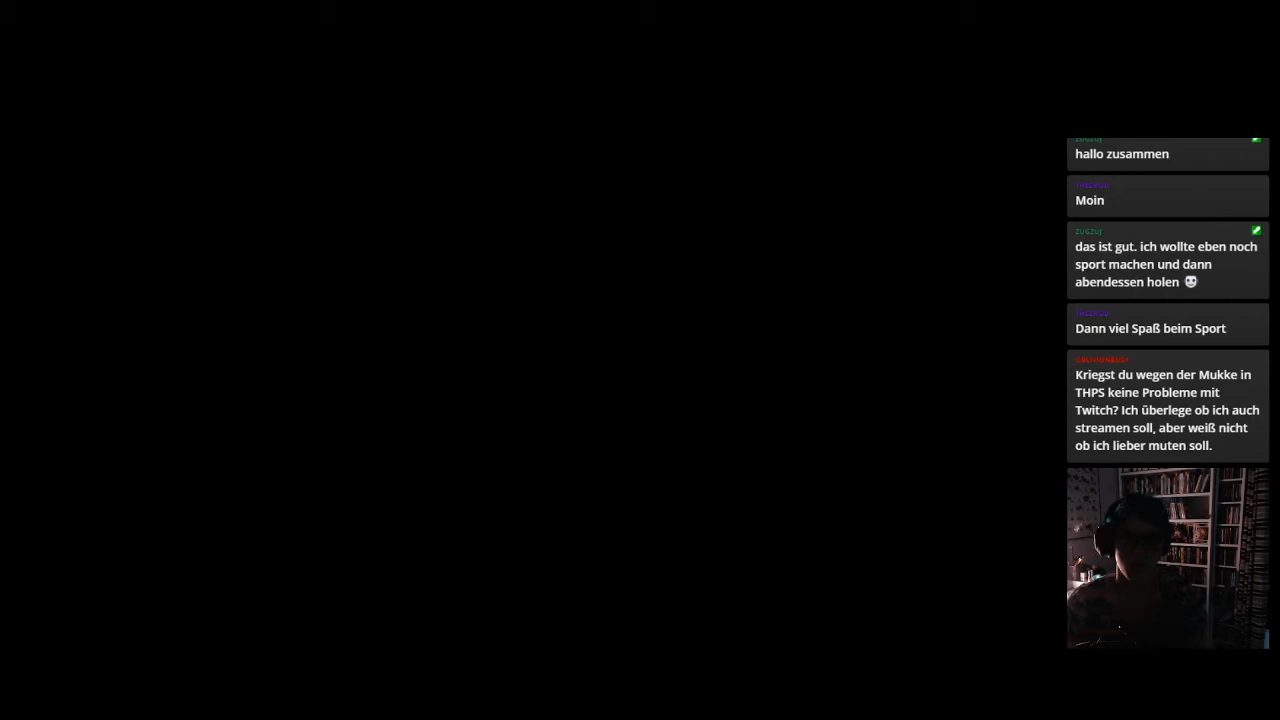 ZUGZUJ
hallo zusammen
Moin
ZUGZUJ
das ist gut. ich wollte eben noch
sport machen und dann
abendessen holen
Dann viel Spaß beim Sport
Kriegst du wegen der Mukke in
THPS keine Probleme mit
Twitch? Ich überlege ob ich auch
streamen soll, aber weiß nicht
ob ich lieber muten soll.